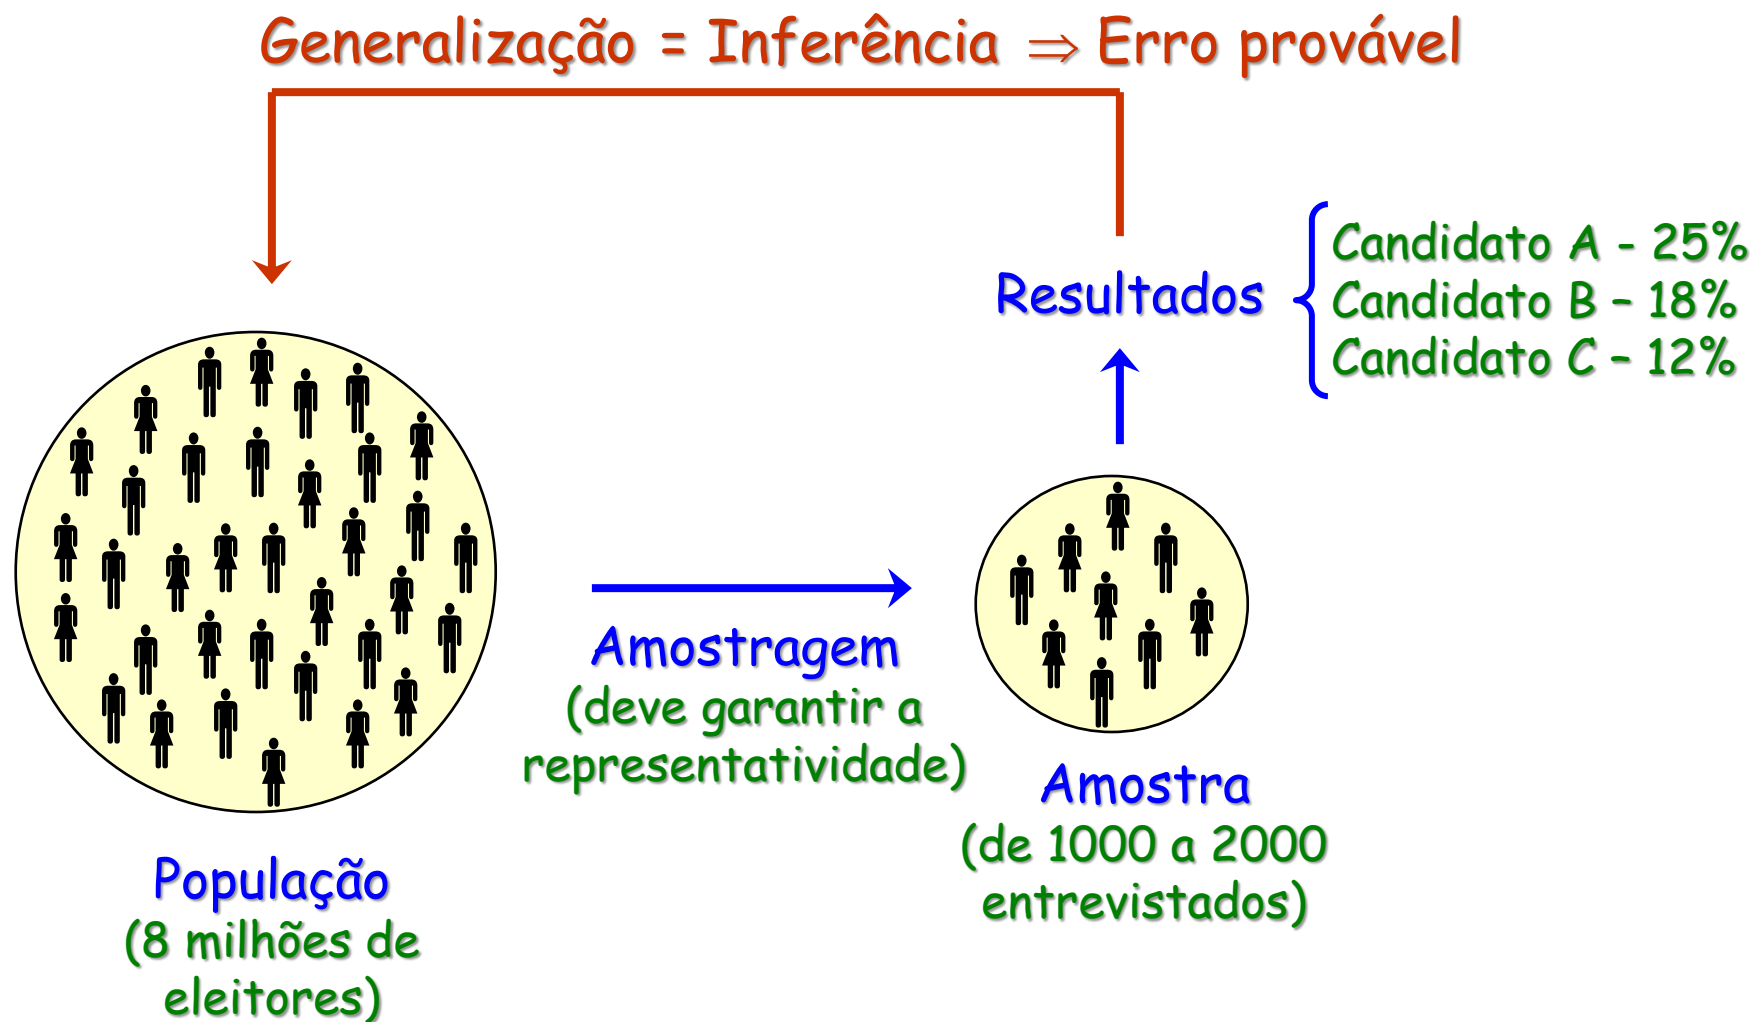 Generalização = Inferência ⇒ Erro provável
Resultados
Candidato A - 25%
Candidato B – 18%
Candidato C – 12%
Amostragem
(deve garantir a
representatividade)
Amostra
(de 1000 a 2000
entrevistados)
População
(8 milhões de
eleitores)